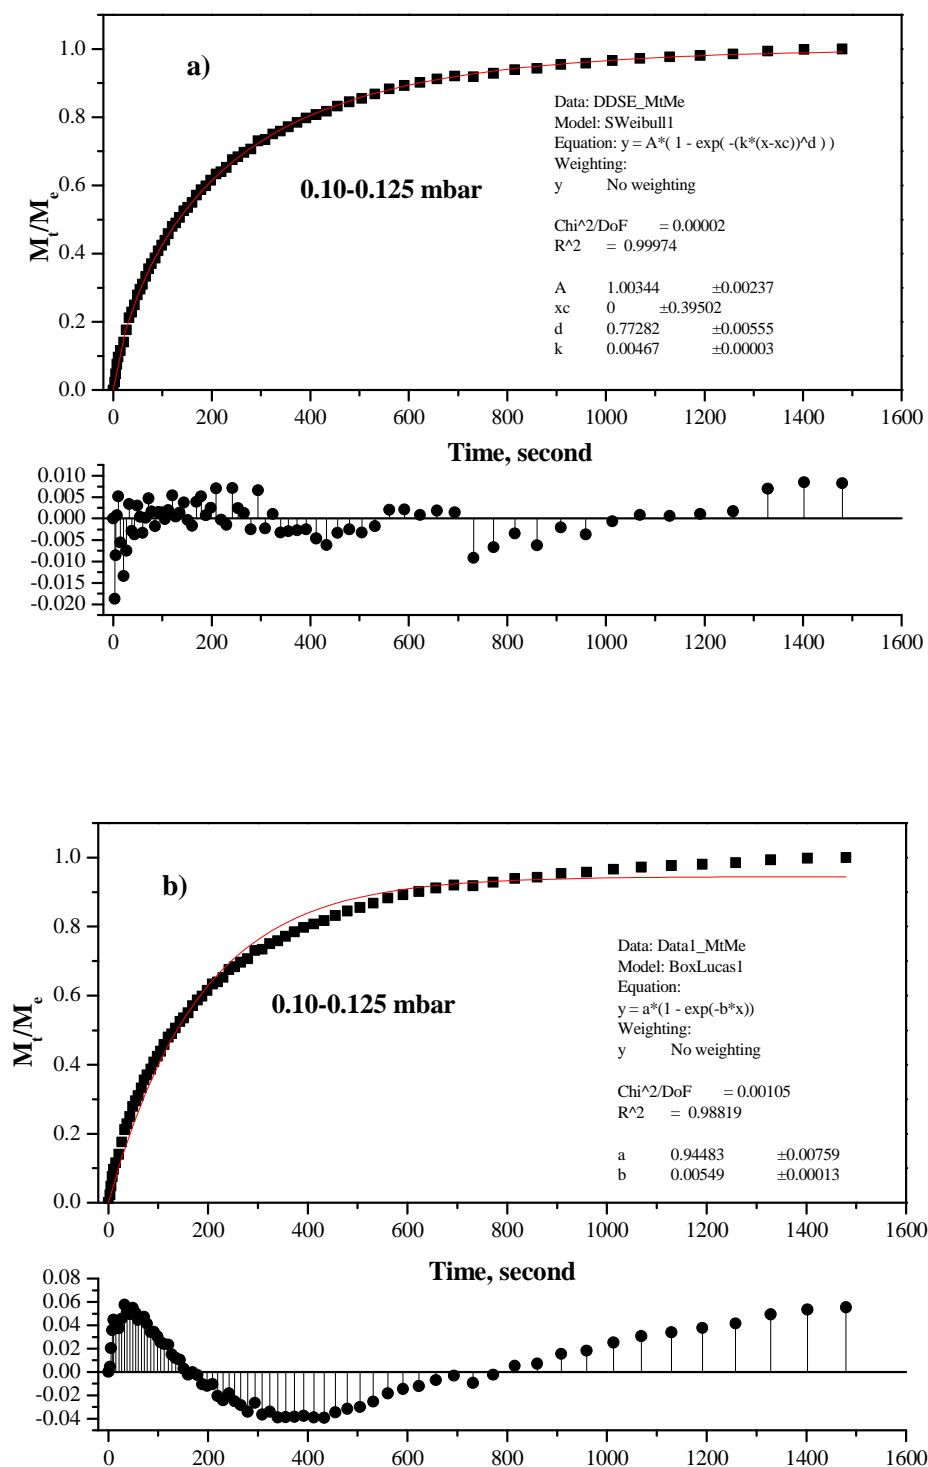 a)
1.0
0.8
0.6
0.4
0.2
0.0
M_t/M_e
0.10-0.125 mbar
Data: DDSE_MtMe
Model: SWeibull1
Equation: y = A*( 1 - exp( -(k*(x-xc))^d ) )
Weighting:
y No weighting
Chi^2/DoF = 0.00002
R^2 = 0.99974
A 1.00344 ±0.00237
xc 0 ±0.39502
d 0.77282 ±0.00555
k 0.00467 ±0.00003
0 200 400 600 800 1000 1200 1400 1600
Time, second
0.010
0.005
0.000
-0.005
-0.010
-0.015
-0.020
0 200 400 600 800 1000 1200 1400 1600
b)
1.0
0.8
0.6
0.4
0.2
0.0
M_t/M_e
0.10-0.125 mbar
Data: Data1_MtMe
Model: BoxLucas1
Equation:
y = a*(1 - exp(-b*x))
Weighting:
y No weighting
Chi^2/DoF = 0.00105
R^2 = 0.98819
a 0.94483 ±0.00759
b 0.00549 ±0.00013
0 200 400 600 800 1000 1200 1400 1600
Time, second
0.08
0.06
0.04
0.02
0.00
-0.02
-0.04
0 200 400 600 800 1000 1200 1400 1600